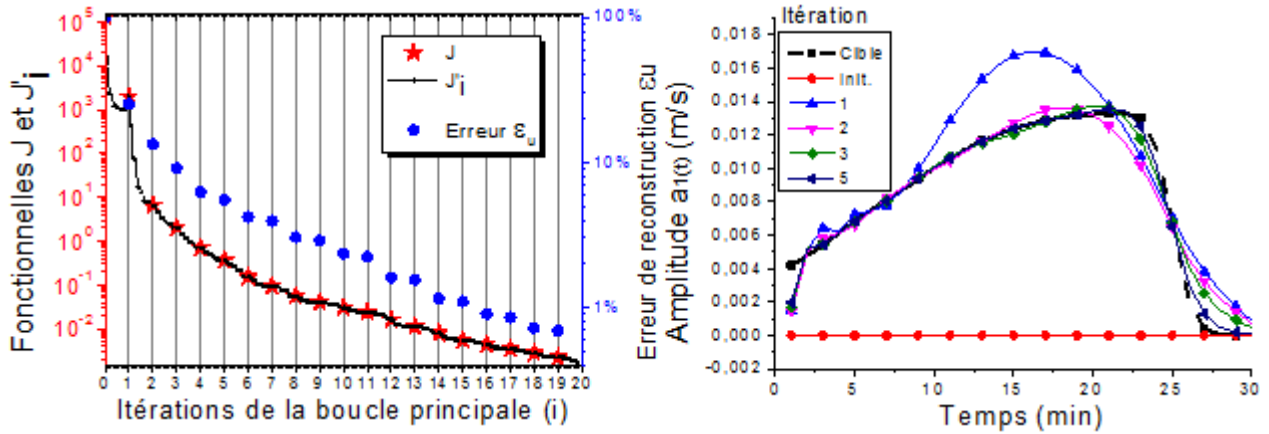 Fonctionnelles J et J'i
10^5
10^4
10^3
10^2
10^1
10^0
10^-1
10^-2
J
J'i
Erreur εu
100%
10%
1%
0 1 2 3 4 5 6 7 8 9 10 11 12 13 14 15 16 17 18 19 20
Itérations de la boucle principale (i)
Erreur de reconstruction εu
Amplitude a1(t) (m/s)
Itération
0,018
0,016
0,014
0,012
0,010
0,008
0,006
0,004
0,002
0,000
-0,002
Cible
Init.
1
2
3
5
0 5 10 15 20 25 30
Temps (min)